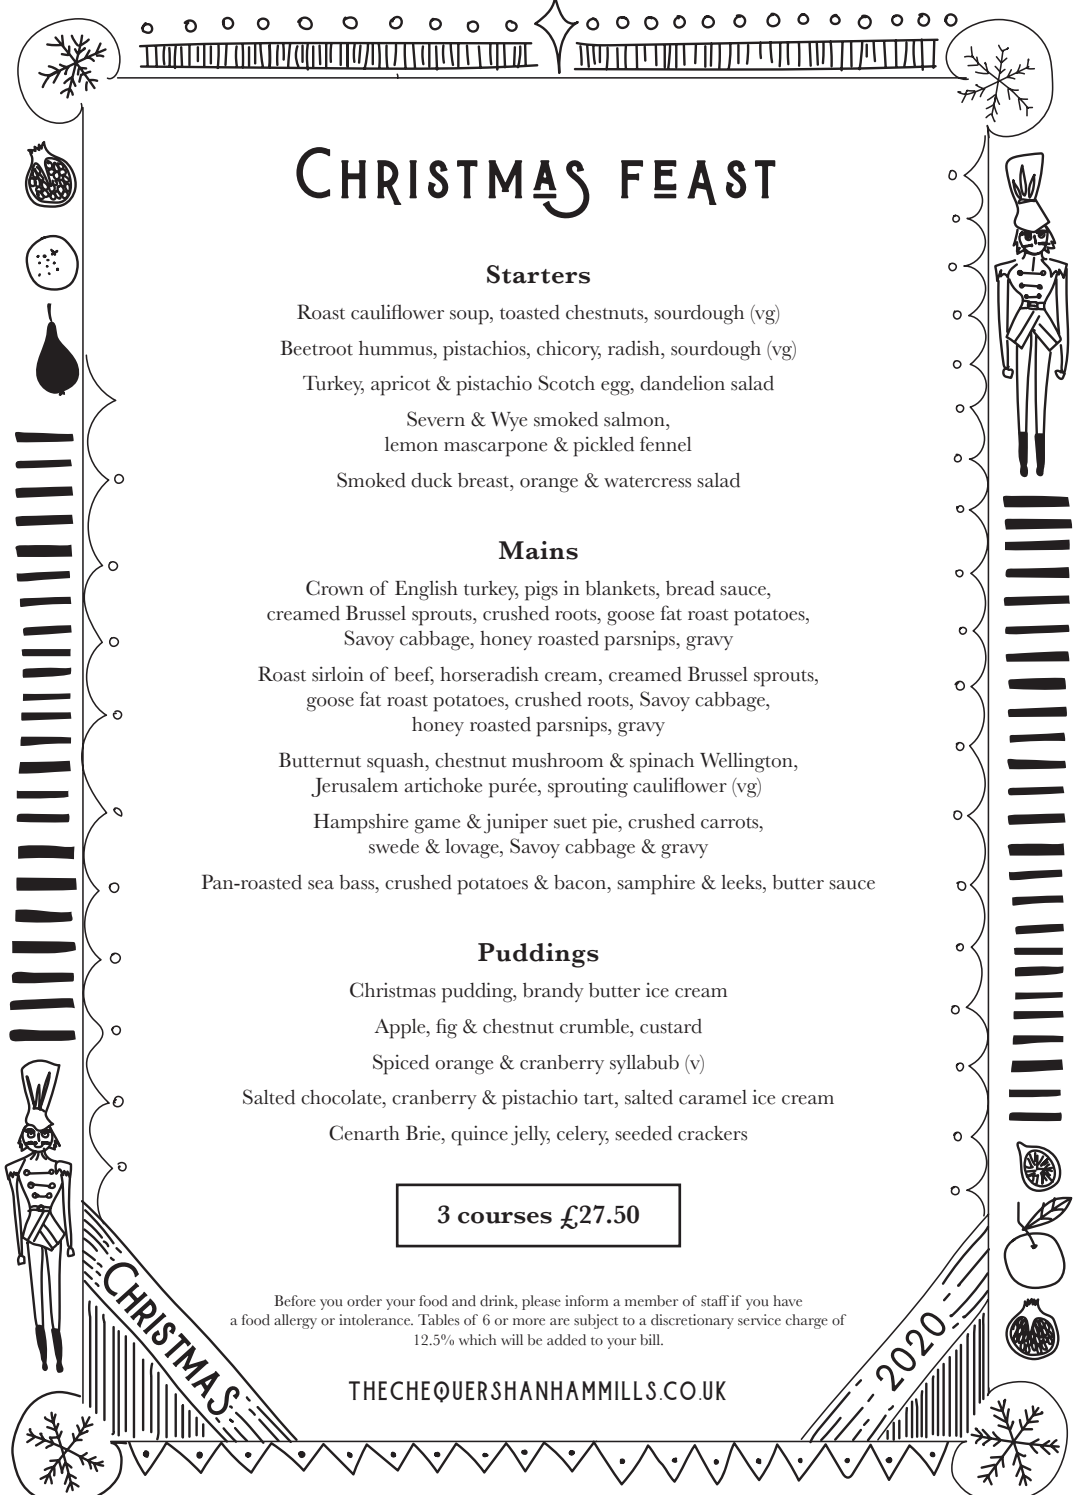 CHRISTMAS FEAST
Starters
Roast cauliflower soup, toasted chestnuts, sourdough (vg)
Beetroot hummus, pistachios, chicory, radish, sourdough (vg)
Turkey, apricot & pistachio Scotch egg, dandelion salad
Severn & Wye smoked salmon,
lemon mascarpone & pickled fennel
Smoked duck breast, orange & watercress salad
Mains
Crown of English turkey, pigs in blankets, bread sauce,
creamed Brussel sprouts, crushed roots, goose fat roast potatoes,
Savoy cabbage, honey roasted parsnips, gravy
Roast sirloin of beef, horseradish cream, creamed Brussel sprouts,
goose fat roast potatoes, crushed roots, Savoy cabbage,
honey roasted parsnips, gravy
Butternut squash, chestnut mushroom & spinach Wellington,
Jerusalem artichoke purée, sprouting cauliflower (vg)
Hampshire game & juniper suet pie, crushed carrots,
swede & lovage, Savoy cabbage & gravy
Pan-roasted sea bass, crushed potatoes & bacon, samphire & leeks, butter sauce
Puddings
Christmas pudding, brandy butter ice cream
Apple, fig & chestnut crumble, custard
Spiced orange & cranberry syllabub (v)
Salted chocolate, cranberry & pistachio tart, salted caramel ice cream
Cenarth Brie, quince jelly, celery, seeded crackers
3 courses £27.50
Before you order your food and drink, please inform a member of staff if you have
a food allergy or intolerance. Tables of 6 or more are subject to a discretionary service charge of
12.5% which will be added to your bill.
CHRISTMAS
2020
THECHEQUERSHANHAMMILLS.CO.UK